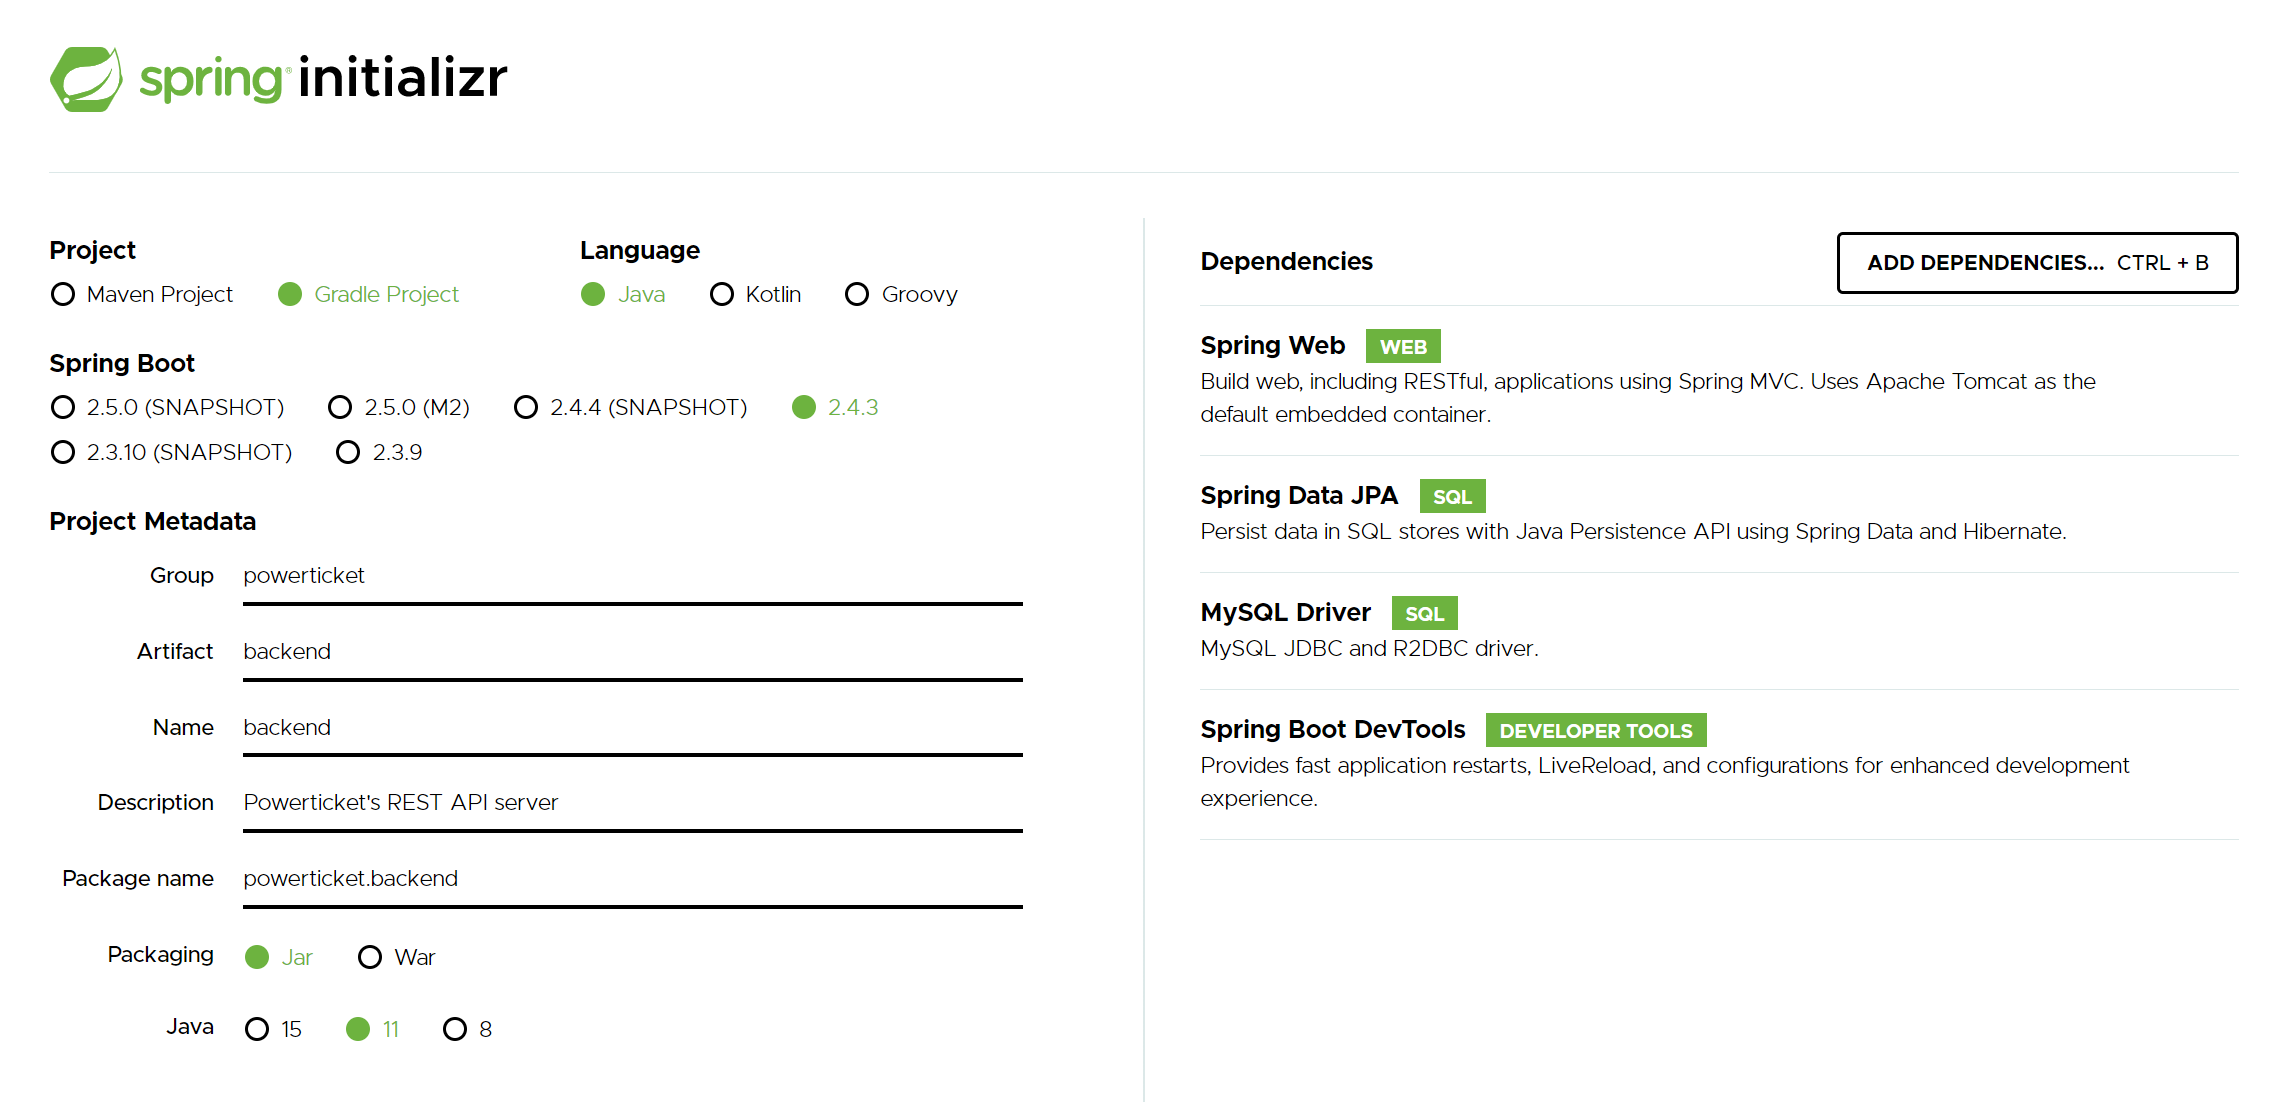 spring initializr
Project
Maven Project Gradle Project
Language
Java Kotlin Groovy
Spring Boot
2.5.0 (SNAPSHOT) 2.5.0 (M2) 2.4.4 (SNAPSHOT) 2.4.3
2.3.10 (SNAPSHOT) 2.3.9
Project Metadata
Group powerticket
Artifact backend
Name backend
Description Powerticket's REST API server
Package name powerticket.backend
Packaging Jar War
Java 15 11 8
Dependencies
ADD DEPENDENCIES... CTRL + B
Spring Web WEB
Build web, including RESTful, applications using Spring MVC. Uses Apache Tomcat as the
default embedded container.
Spring Data JPA SQL
Persist data in SQL stores with Java Persistence API using Spring Data and Hibernate.
MySQL Driver SQL
MySQL JDBC and R2DBC driver.
Spring Boot DevTools DEVELOPER TOOLS
Provides fast application restarts, LiveReload, and configurations for enhanced development
experience.